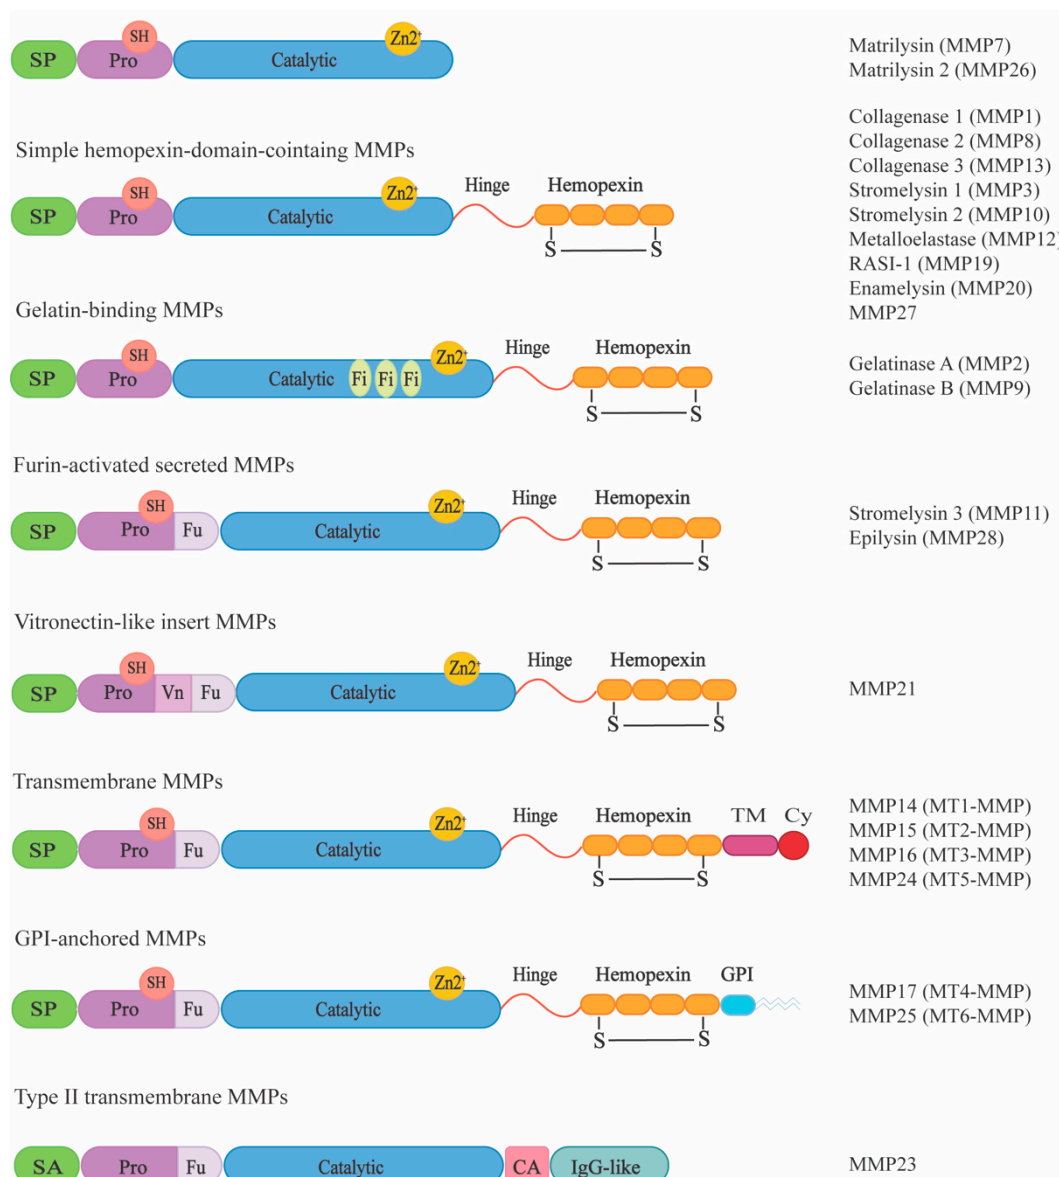 SH
Zn2+
SP Pro Catalytic
Matrilysin (MMP7)
Matrilysin 2 (MMP26)
Simple hemopexin-domain-cointaing MMPs
SH
Zn2+
Hinge Hemopexin
SP Pro Catalytic
S S
Collagenase 1 (MMP1)
Collagenase 2 (MMP8)
Collagenase 3 (MMP13)
Stromelysin 1 (MMP3)
Stromelysin 2 (MMP10)
Metalloelastase (MMP12)
RASI-1 (MMP19)
Enamelysin (MMP20)
MMP27
Gelatin-binding MMPs
SH
Zn2+
Hinge Hemopexin
SP Pro Catalytic Fi Fi Fi
S S
Gelatinase A (MMP2)
Gelatinase B (MMP9)
Furin-activated secreted MMPs
SH
Zn2+
Hinge Hemopexin
SP Pro Fu Catalytic
S S
Stromelysin 3 (MMP11)
Epilysin (MMP28)
Vitronectin-like insert MMPs
SH
Zn2+
Hinge Hemopexin
SP Pro Vn Fu Catalytic
S S
MMP21
Transmembrane MMPs
SH
Zn2+
Hinge Hemopexin TM Cy
SP Pro Fu Catalytic
S S
MMP14 (MT1-MMP)
MMP15 (MT2-MMP)
MMP16 (MT3-MMP)
MMP24 (MT5-MMP)
GPI-anchored MMPs
SH
Zn2+
Hinge Hemopexin GPI
SP Pro Fu Catalytic
S S
MMP17 (MT4-MMP)
MMP25 (MT6-MMP)
Type II transmembrane MMPs
SA Pro Fu Catalytic CA IgG-like
MMP23